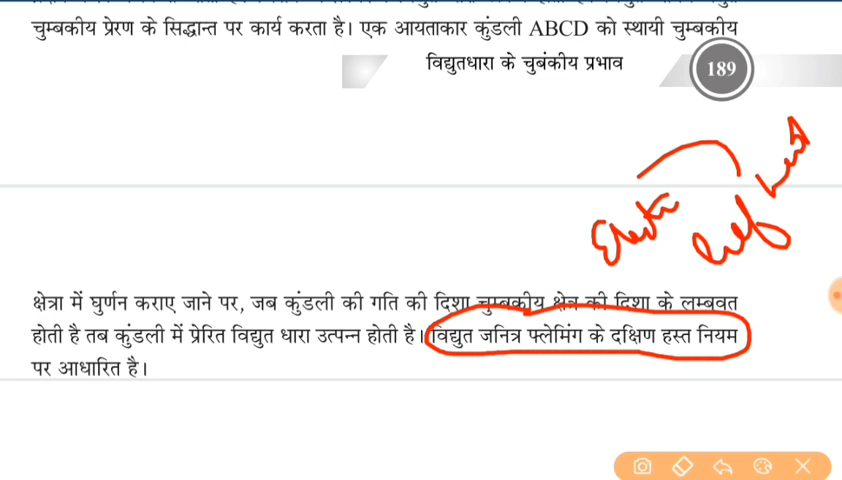 चुम्बकीय प्रेरण के सिद्धान्त पर कार्य करता है। एक आयताकार कुंडली ABCD को स्थायी चुम्बकीय
विद्युतधारा के चुबंकीय प्रभाव
189
क्षेत्रा में घुर्णन कराए जाने पर, जब कुंडली की गति की दिशा चुम्बकीय क्षेत्र की दिशा के लम्बवत
होती है तब कुंडली में प्रेरित विद्युत धारा उत्पन्न होती है। विद्युत जनित्र फ्लेमिंग के दक्षिण हस्त नियम
पर आधारित है।